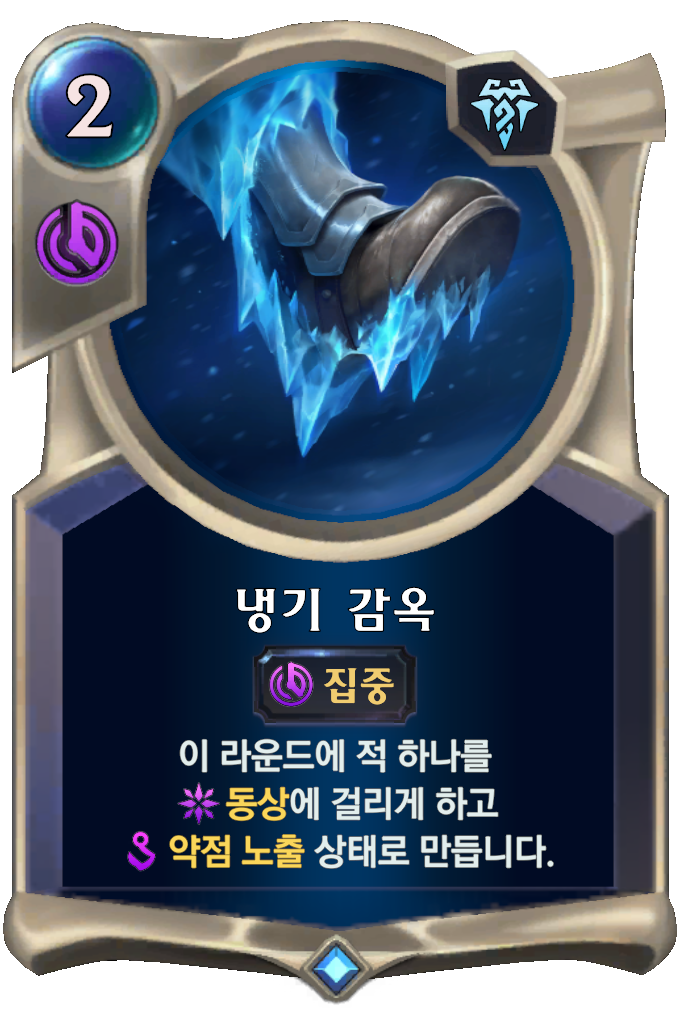 2
냉기 감옥
집중
이 라운드에 적 하나를
동상에 걸리게 하고
약점 노출 상태로 만듭니다.